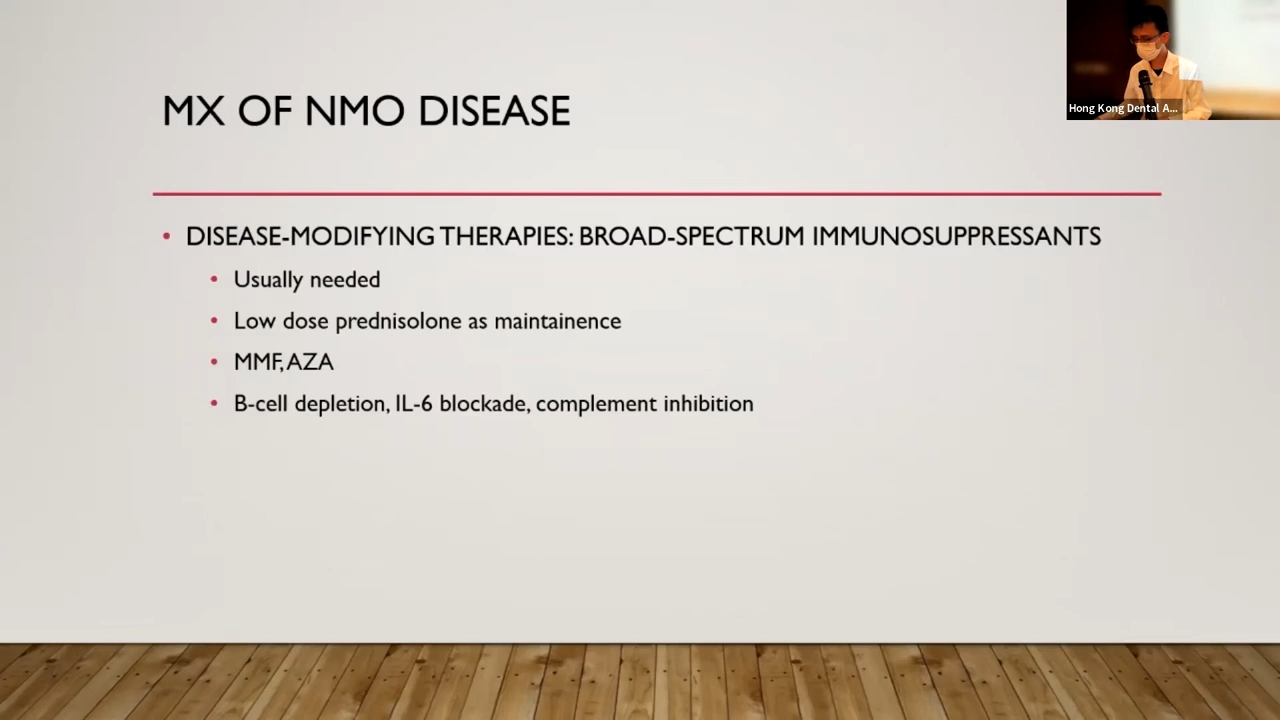 MX OF NMO DISEASE
Hong Kong Dental A...
• DISEASE-MODIFYING THERAPIES: BROAD-SPECTRUM IMMUNOSUPPRESSANTS
• Usually needed
• Low dose prednisolone as maintainence
• MMF, AZA
• B-cell depletion, IL-6 blockade, complement inhibition